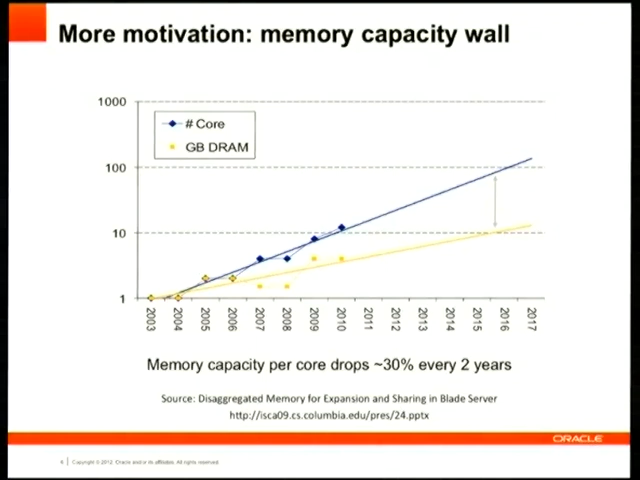 More motivation: memory capacity wall
1000
100
10
1
# Core
GB DRAM
2003 2004 2005 2006 2007 2008 2009 2010 2011 2012 2013 2014 2015 2016 2017
Memory capacity per core drops ~30% every 2 years
Source: Disaggregated Memory for Expansion and Sharing in Blade Server
http://isca09.cs.columbia.edu/pres/24.pptx
ORACLE
Copyright © 2012, Oracle and/or its affiliates. All rights reserved.